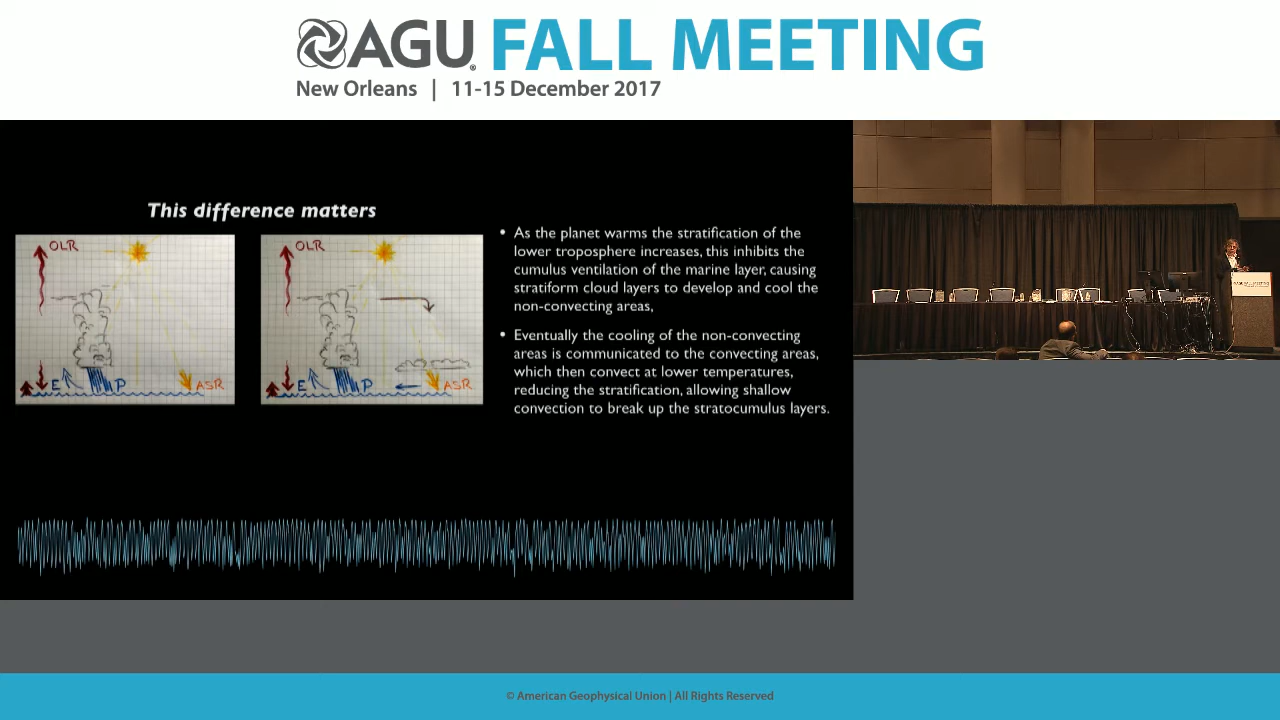 AGU FALL MEETING
New Orleans | 11-15 December 2017
This difference matters
OLR
E
P
ASR
OLR
E
P
ASR
• As the planet warms the stratification of the
lower troposphere increases, this inhibits the
cumulus ventilation of the marine layer, causing
stratiform cloud layers to develop and cool the
non-convecting areas,
• Eventually the cooling of the non-convecting
areas is communicated to the convecting areas,
which then convect at lower temperatures,
reducing the stratification, allowing shallow
convection to break up the stratocumulus layers.
AGU FALL MEETING
© American Geophysical Union | All Rights Reserved